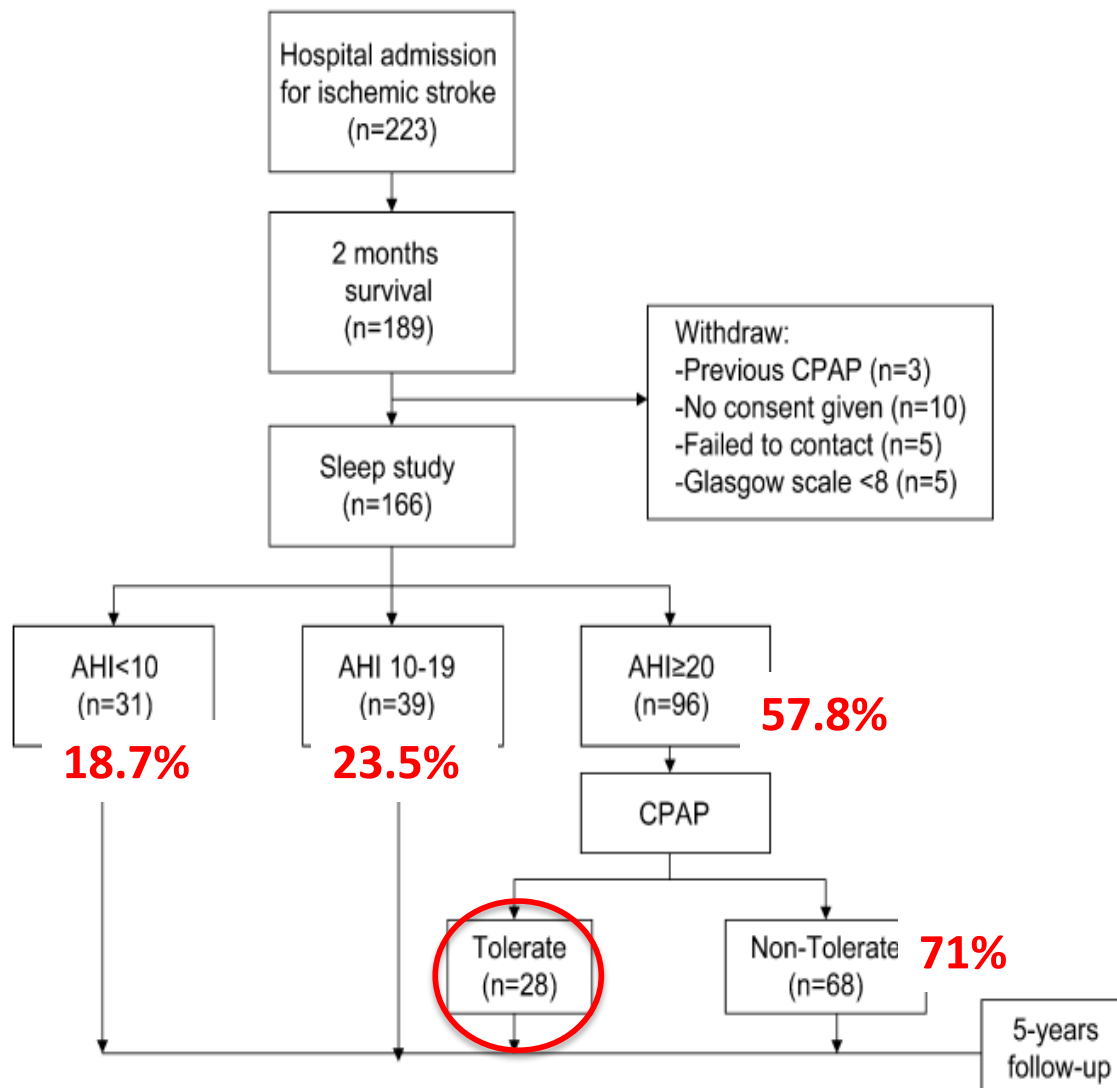 Hospital admission
for ischemic stroke
(n=223)
2 months
survival
(n=189)
Withdraw:
-Previous CPAP (n=3)
-No consent given (n=10)
-Failed to contact (n=5)
-Glasgow scale <8 (n=5)
Sleep study
(n=166)
AHI<10
(n=31)
18.7%
AHI 10-19
(n=39)
23.5%
AHI≥20
(n=96)
57.8%
CPAP
Tolerate
(n=28)
Non-Tolerate
(n=68)
71%
5-years
follow-up